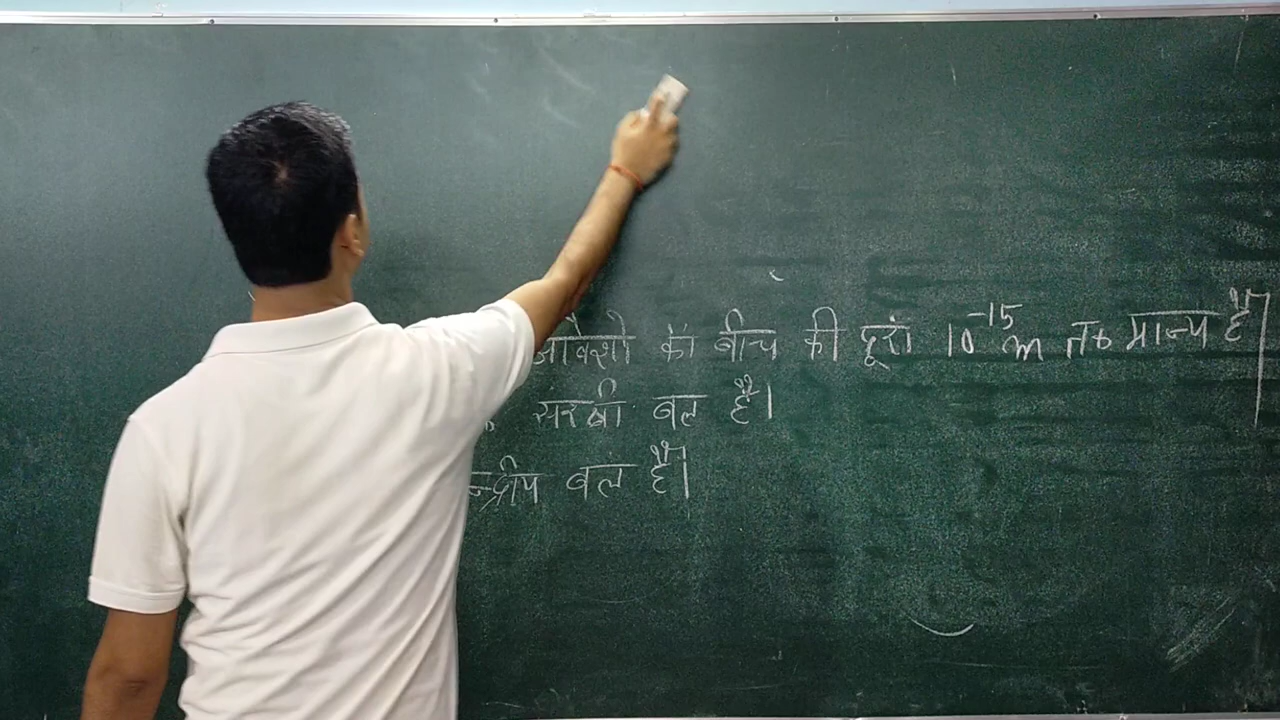 आवेशों के बीच की दूरी 10⁻¹⁵ m तक मान्य है।
संरक्षी बल है।
न्द्रीय बल है।